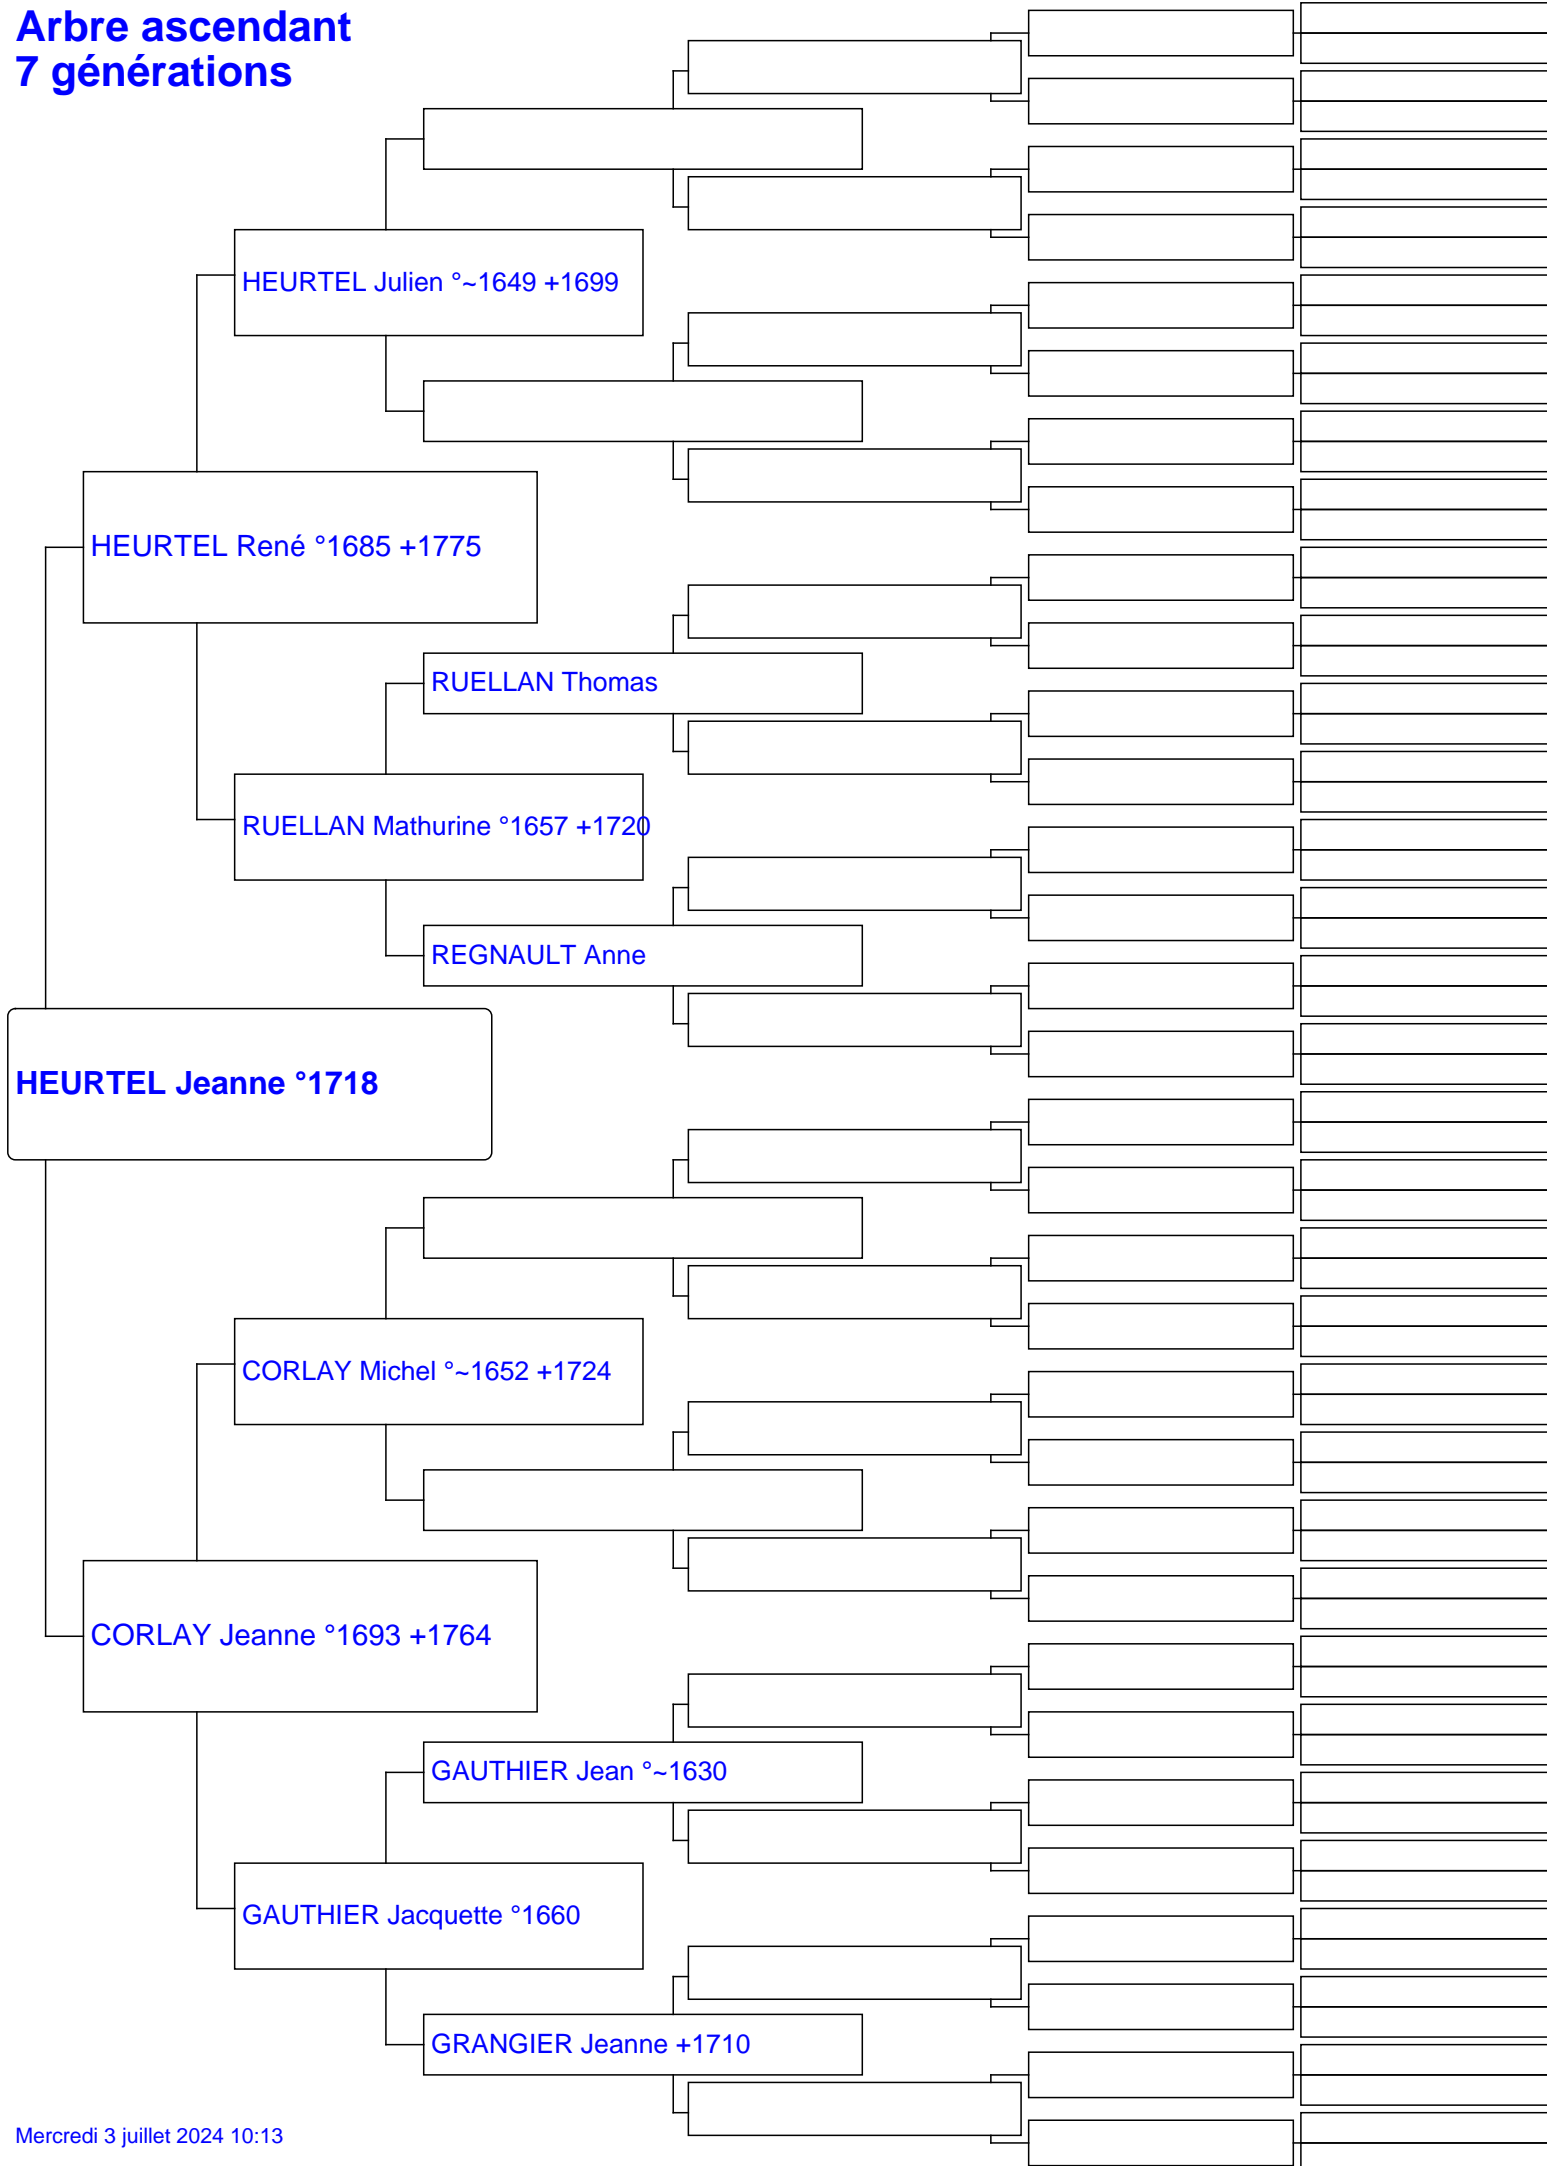 Arbre ascendant
7 générations
HEURTEL Julien °~1649 +1699
HEURTEL René °1685 +1775
RUELLAN Thomas
RUELLAN Mathurine °1657 +1720
REGNAULT Anne
HEURTEL Jeanne °1718
CORLAY Michel °~1652 +1724
CORLAY Jeanne °1693 +1764
GAUTHIER Jean °~1630
GAUTHIER Jacquette °1660
GRANGIER Jeanne +1710
Mercredi 3 juillet 2024 10:13